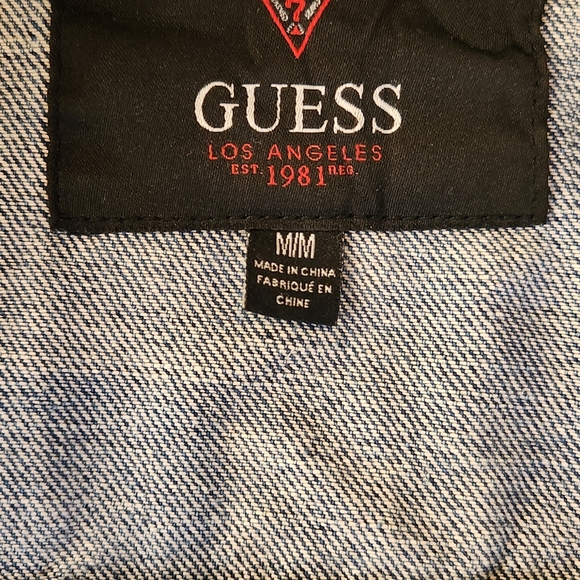 ?
GUESS
LOS ANGELES
EST. 1981 REG.
M/M
MADE IN CHINA
FABRIQUÉ EN
CHINE